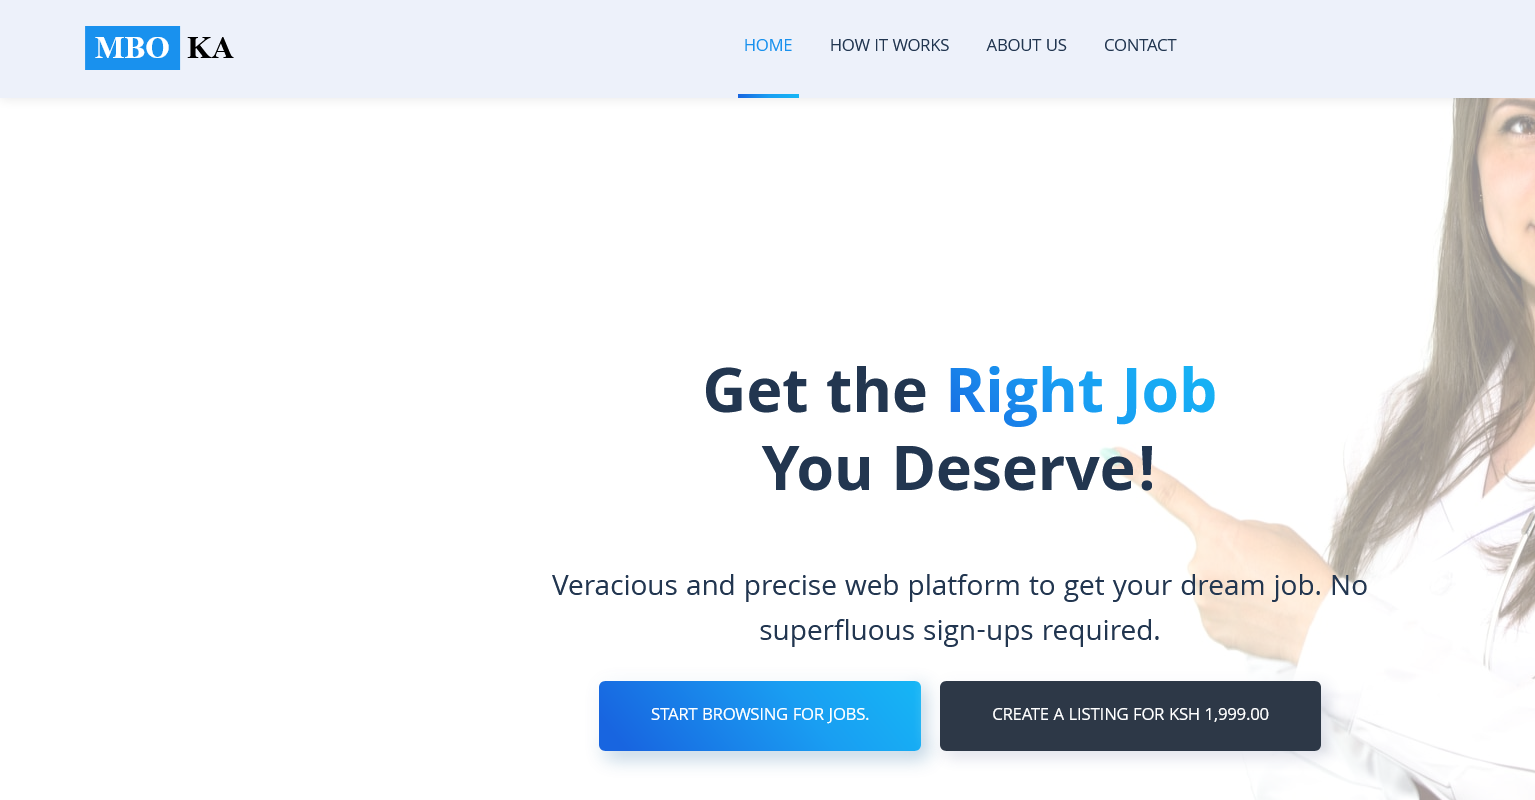 MBO KA
HOME HOW IT WORKS ABOUT US CONTACT
Get the Right Job
You Deserve!
Veracious and precise web platform to get your dream job. No
superfluous sign-ups required.
START BROWSING FOR JOBS. CREATE A LISTING FOR KSH 1,999.00